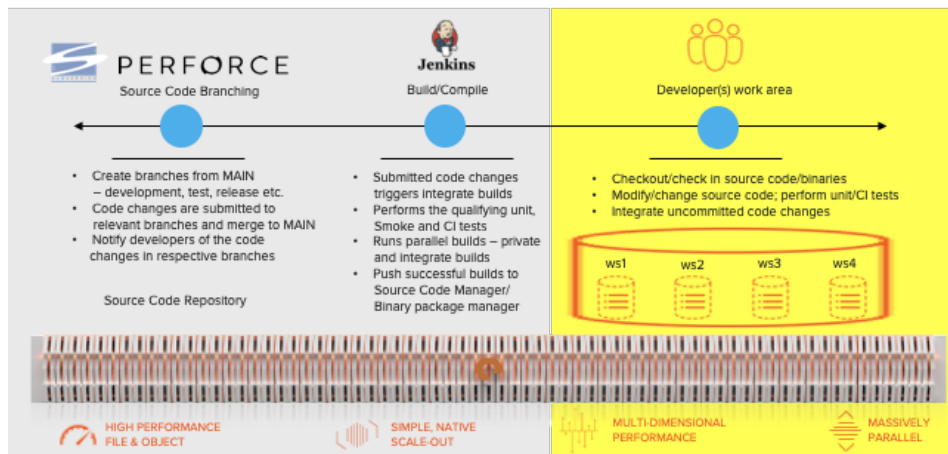 PERFORCE
Source Code Branching
• Create branches from MAIN
– development, test, release etc.
• Code changes are submitted to
relevant branches and merge to MAIN
• Notify developers of the code
changes in respective branches
Source Code Repository
Jenkins
Build/Compile
• Submitted code changes
triggers integrate builds
• Performs the qualifying unit,
Smoke and CI tests
• Runs parallel builds – private
and integrate builds
• Push successful builds to
Source Code Manager/
Binary package manager
Developer(s) work area
• Checkout/check in source code/binaries
• Modify/change source code; perform unit/CI tests
• Integrate uncommitted code changes
ws1
ws2
ws3
ws4
HIGH PERFORMANCE
FILE & OBJECT
SIMPLE, NATIVE
SCALE-OUT
MULTI-DIMENSIONAL
PERFORMANCE
MASSIVELY
PARALLEL